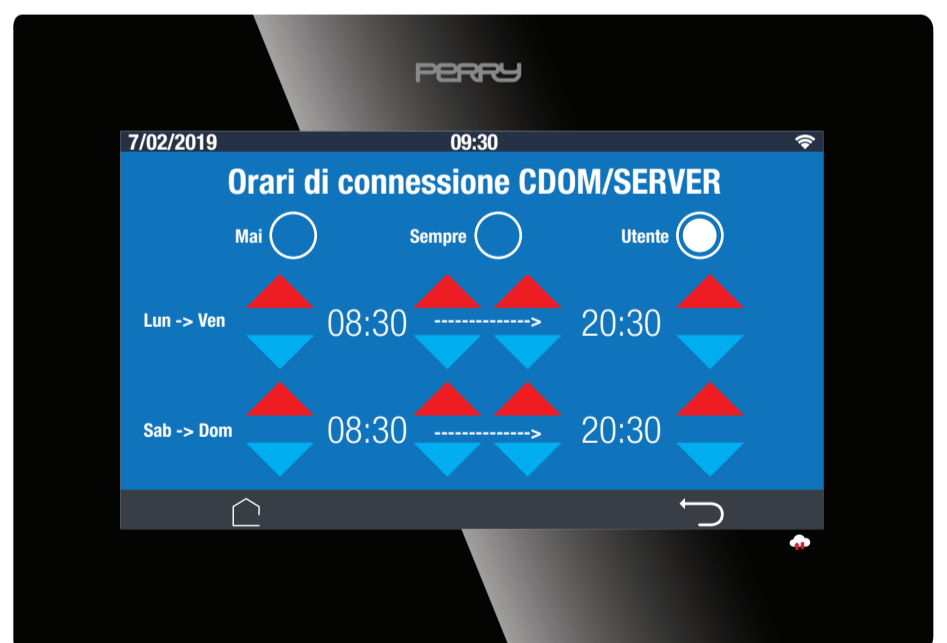 PERRY
7/02/2019 09:30
Orari di connessione CDOM/SERVER
Mai Sempre Utente
Lun -> Ven 08:30 --------------> 20:30
Sab -> Dom 08:30 --------------> 20:30